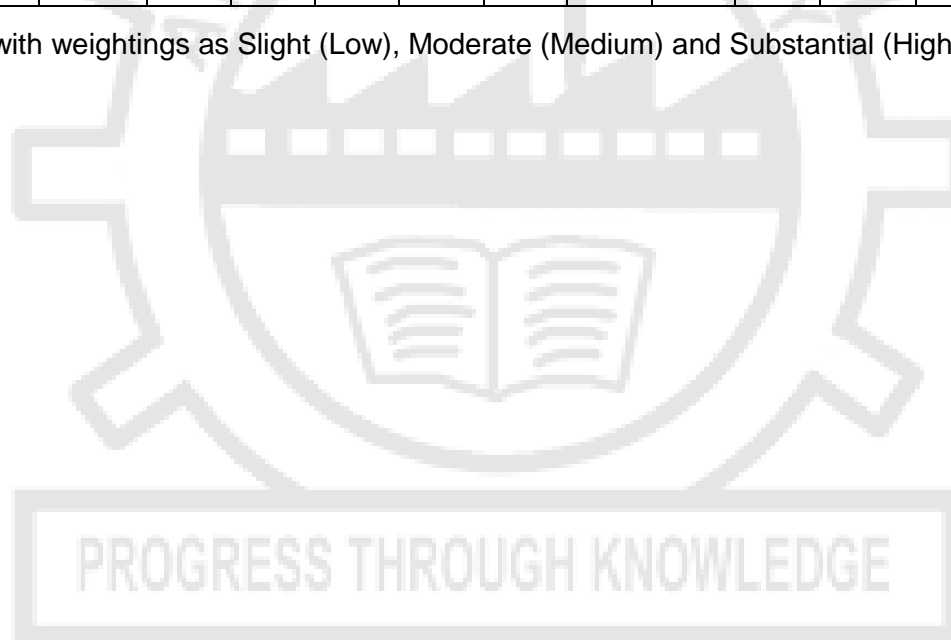 with weightings as Slight (Low), Moderate (Medium) and Substantial (High
PROGRESS THROUGH KNOWLEDGE